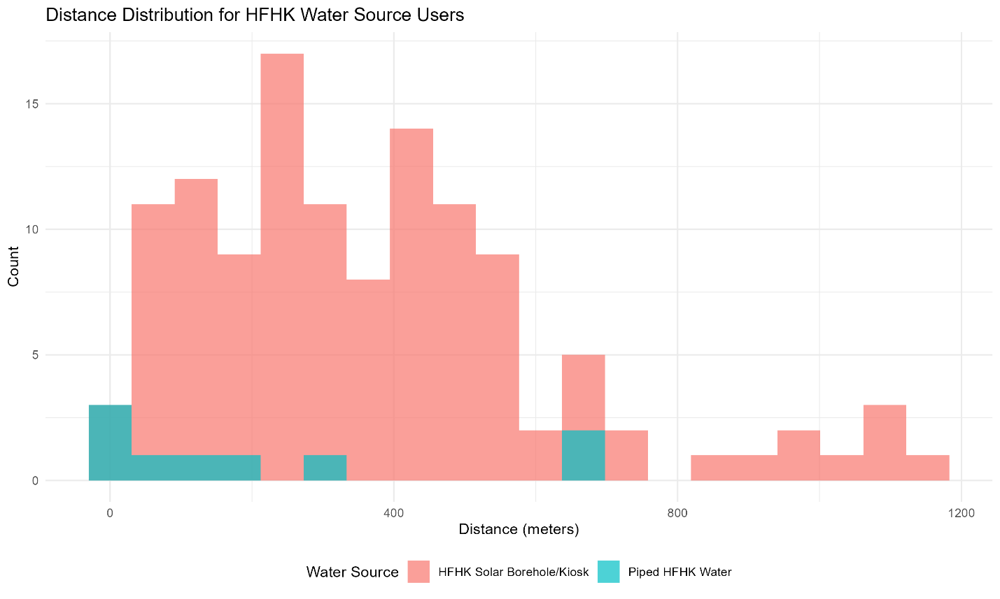 Distance Distribution for HFHK Water Source Users
15
10
5
0
Count
0 400 800 1200
Distance (meters)
Water Source HFHK Solar Borehole/Kiosk Piped HFHK Water